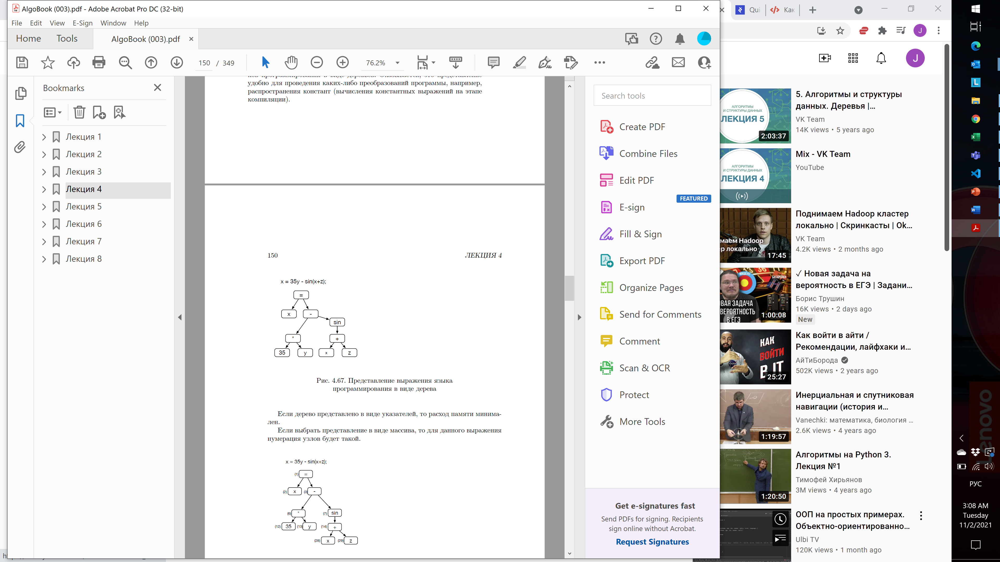 AlgoBook (003).pdf - Adobe Acrobat Pro DC (32-bit)
File Edit View E-Sign Window Help
Home Tools AlgoBook (003).pdf
150 / 349 76.2%
Bookmarks
Лекция 1
Лекция 2
Лекция 3
Лекция 4
Лекция 5
Лекция 6
Лекция 7
Лекция 8
удобно для проведения каких-либо преобразований программы, например,
распространения констант (вычисления константных выражений на этапе
компиляции).
150 ЛЕКЦИЯ 4
x = 35y - sin(x+z);
=
x -
sin
* +
35 y x z
Рис. 4.67. Представление выражения языка
программирования в виде дерева
Если дерево представлено в виде указателей, то расход памяти минима-
лен.
Если выбрать представление в виде массива, то для данного выражения
нумерация узлов будет такой.
x = 35y - sin(x+z);
(1) =
(2) x (3) -
(6) * (7) sin
(12) 35 (13) y (14) +
(28) x (29) z
Search tools
Create PDF
Combine Files
Edit PDF
FEATURED
E-sign
Fill & Sign
Export PDF
Organize Pages
Send for Comments
Comment
Scan & OCR
Protect
More Tools
Get e-signatures fast
Send PDFs for signing. Recipients
sign online without Acrobat.
Request Signatures
Qui Как
J
J
АЛГОРИТМЫ
И СТРУКТУРЫ ДАННЫХ
ЛЕКЦИЯ 5
2:03:37
5. Алгоритмы и структуры
данных. Деревья |...
VK Team
14K views • 5 years ago
АЛГОРИТМЫ
И СТРУКТУРЫ ДАННЫХ
ЛЕКЦИЯ 4
Mix - VK Team
YouTube
маем Hadoop
р локально
17:45
Поднимаем Hadoop кластер
локально | Скринкасты | Ok...
VK Team
4.2K views • 2 months ago
МИШЕНЬ
БАТАРЕЙКИ
ВАЯ ЗАДАЧА
ВЕРОЯТНОСТЬ
В ЕГЭ
1:00:08
✓ Новая задача на
вероятность в ЕГЭ | Задани...
Борис Трушин
16K views • 2 days ago
New
КАК
ВОЙТИ
В IT
25:27
Как войти в айти /
Рекомендации, лайфхаки и...
АйТиБорода
502K views • 2 years ago
1:19:57
Инерциальная и спутниковая
навигации (история и...
Vanechki: математика, биология ...
2.6K views • 4 years ago
1:20:50
Алгоритмы на Python 3.
Лекция №1
Тимофей Хирьянов
3M views • 4 years ago
ООП на простых примерах.
Объектно-ориентированно...
Ulbi TV
120K views • 1 month ago
Lenovo
РУС
3:08 AM
Tuesday
11/2/2021